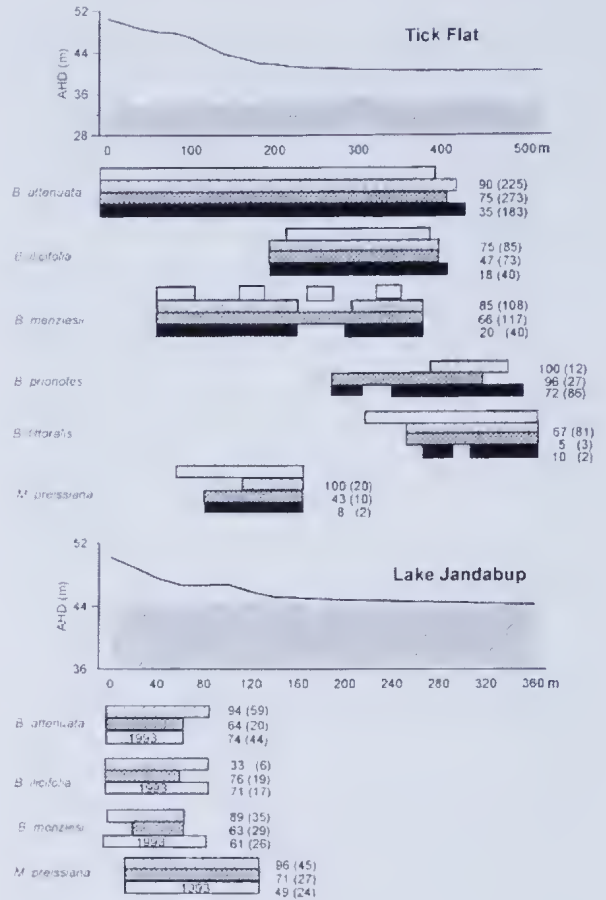 52
Tick Flat
44
AHD (m)
36
28
0 100 200 300 400 500 m
B. attenuata
90 (225)
75 (273)
35 (183)
B. ilicifolia
75 (85)
47 (73)
18 (40)
B. menziesii
85 (108)
66 (117)
20 (40)
B. prionotes
100 (12)
96 (27)
72 (86)
B. littoralis
67 (81)
5 (3)
10 (2)
M. preissiana
100 (20)
43 (10)
8 (2)
52
Lake Jandabup
AHD (m)
44
36
0 40 80 120 160 200 240 280 320 360 m
B. attenuata
94 (59)
64 (20)
1993 74 (44)
B. ilicifolia
33 (6)
76 (19)
1993 71 (17)
B. menziesi
89 (35)
63 (29)
1993 61 (26)
M. preissiana
96 (45)
71 (27)
1993 49 (24)